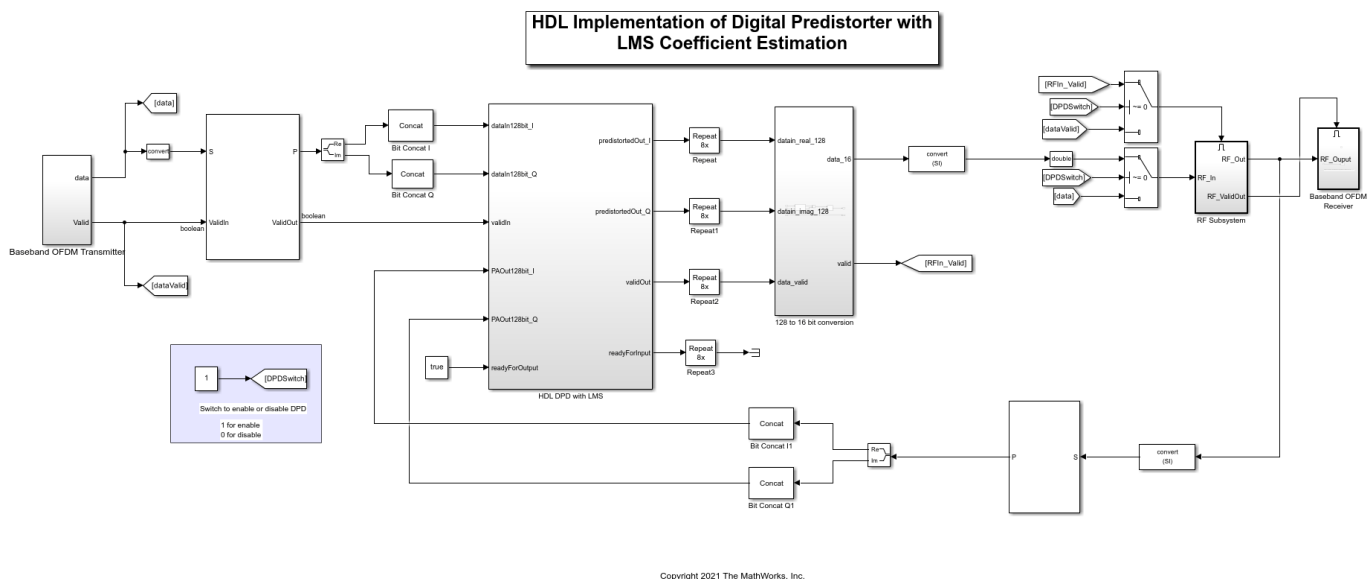 HDL Implementation of Digital Predistorter with
LMS Coefficient Estimation
[data]
convert
data
Valid
Baseband OFDM Transmitter
boolean
[dataValid]
S
P
ValidIn
ValidOut
boolean
Re
Im
Concat
Bit Concat I
Concat
Bit Concat Q
dataIn128bit_I
dataIn128bit_Q
validIn
PAOut128bit_I
PAOut128bit_Q
true
readyForOutput
predistortedOut_I
predistortedOut_Q
validOut
readyForInput
HDL DPD with LMS
Repeat
8x
Repeat
Repeat
8x
Repeat1
Repeat
8x
Repeat2
Repeat
8x
Repeat3
datain_real_128
data_16
datain_imag_128
valid
data_valid
128 to 16 bit conversion
convert
(SI)
[RFIn_Valid]
[RFIn_Valid]
[DPDSwitch]
~= 0
[dataValid]
double
[DPDSwitch]
~= 0
[data]
RF_Out
RF_In
RF_ValidOut
RF Subsystem
RF_Ouput
Baseband OFDM
Receiver
1
[DPDSwitch]
Switch to enable or disable DPD
1 for enable
0 for disable
Concat
Bit Concat I1
Concat
Bit Concat Q1
Re
Im
P
S
convert
(SI)
Copyright 2021 The MathWorks, Inc.